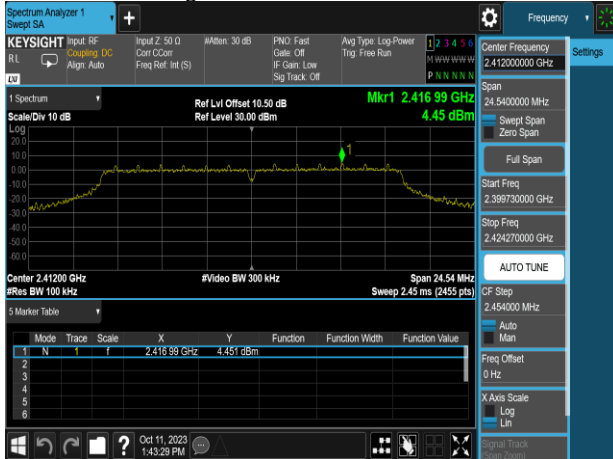 Spectrum Analyzer 1
Swept SA
+
Frequency
KEYSIGHT
RL
LXI
Input: RF
Coupling: DC
Align: Auto
Input Z: 50 Ω
Corr CCorr
Freq Ref: Int (S)
#Atten: 30 dB
PNO: Fast
Gate: Off
IF Gain: Low
Sig Track: Off
Avg Type: Log-Power
Trig: Free Run
1 2 3 4 5 6
M W W W W W
P N N N N N
1 Spectrum
Scale/Div 10 dB
Ref Lvl Offset 10.50 dB
Ref Level 30.00 dBm
Mkr1 2.416 99 GHz
4.45 dBm
Log
20.0
10.0
0.00
-10.0
-20.0
-30.0
-40.0
-50.0
-60.0
1
Center 2.41200 GHz
#Res BW 100 kHz
#Video BW 300 kHz
Span 24.54 MHz
Sweep 2.45 ms (2455 pts)
5 Marker Table
Mode Trace Scale X Y Function Function Width Function Value
1 N 1 f 2.416 99 GHz 4.451 dBm
2
3
4
5
6
Oct 11, 2023
1:43:29 PM
Center Frequency
2.412000000 GHz
Settings
Span
24.5400000 MHz
Swept Span
Zero Span
Full Span
Start Freq
2.399730000 GHz
Stop Freq
2.424270000 GHz
AUTO TUNE
CF Step
2.454000 MHz
Auto
Man
Freq Offset
0 Hz
X Axis Scale
Log
Lin
Signal Track
(Span Zoom)